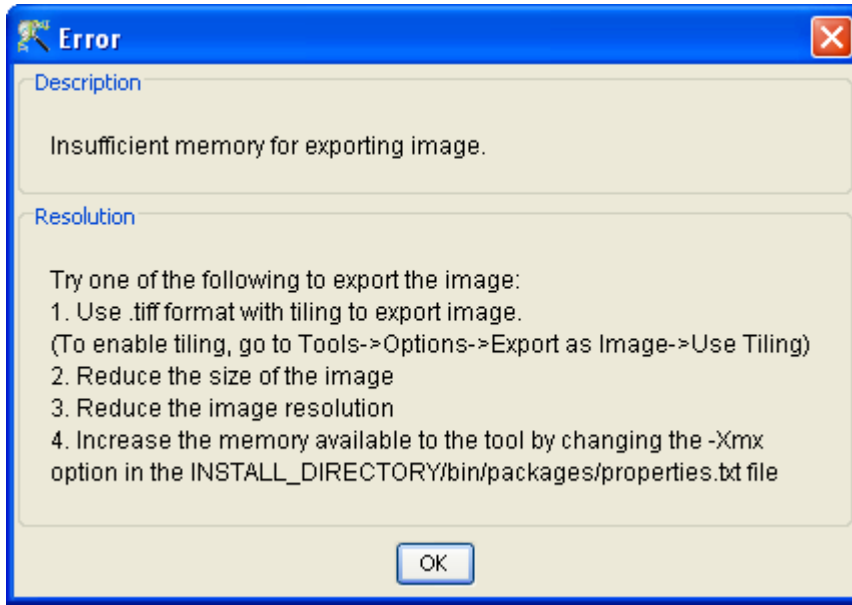 Error
Description
Insufficient memory for exporting image.
Resolution
Try one of the following to export the image:
1. Use .tiff format with tiling to export image.
(To enable tiling, go to Tools->Options->Export as Image->Use Tiling)
2. Reduce the size of the image
3. Reduce the image resolution
4. Increase the memory available to the tool by changing the -Xmx
option in the INSTALL_DIRECTORY/bin/packages/properties.txt file
OK